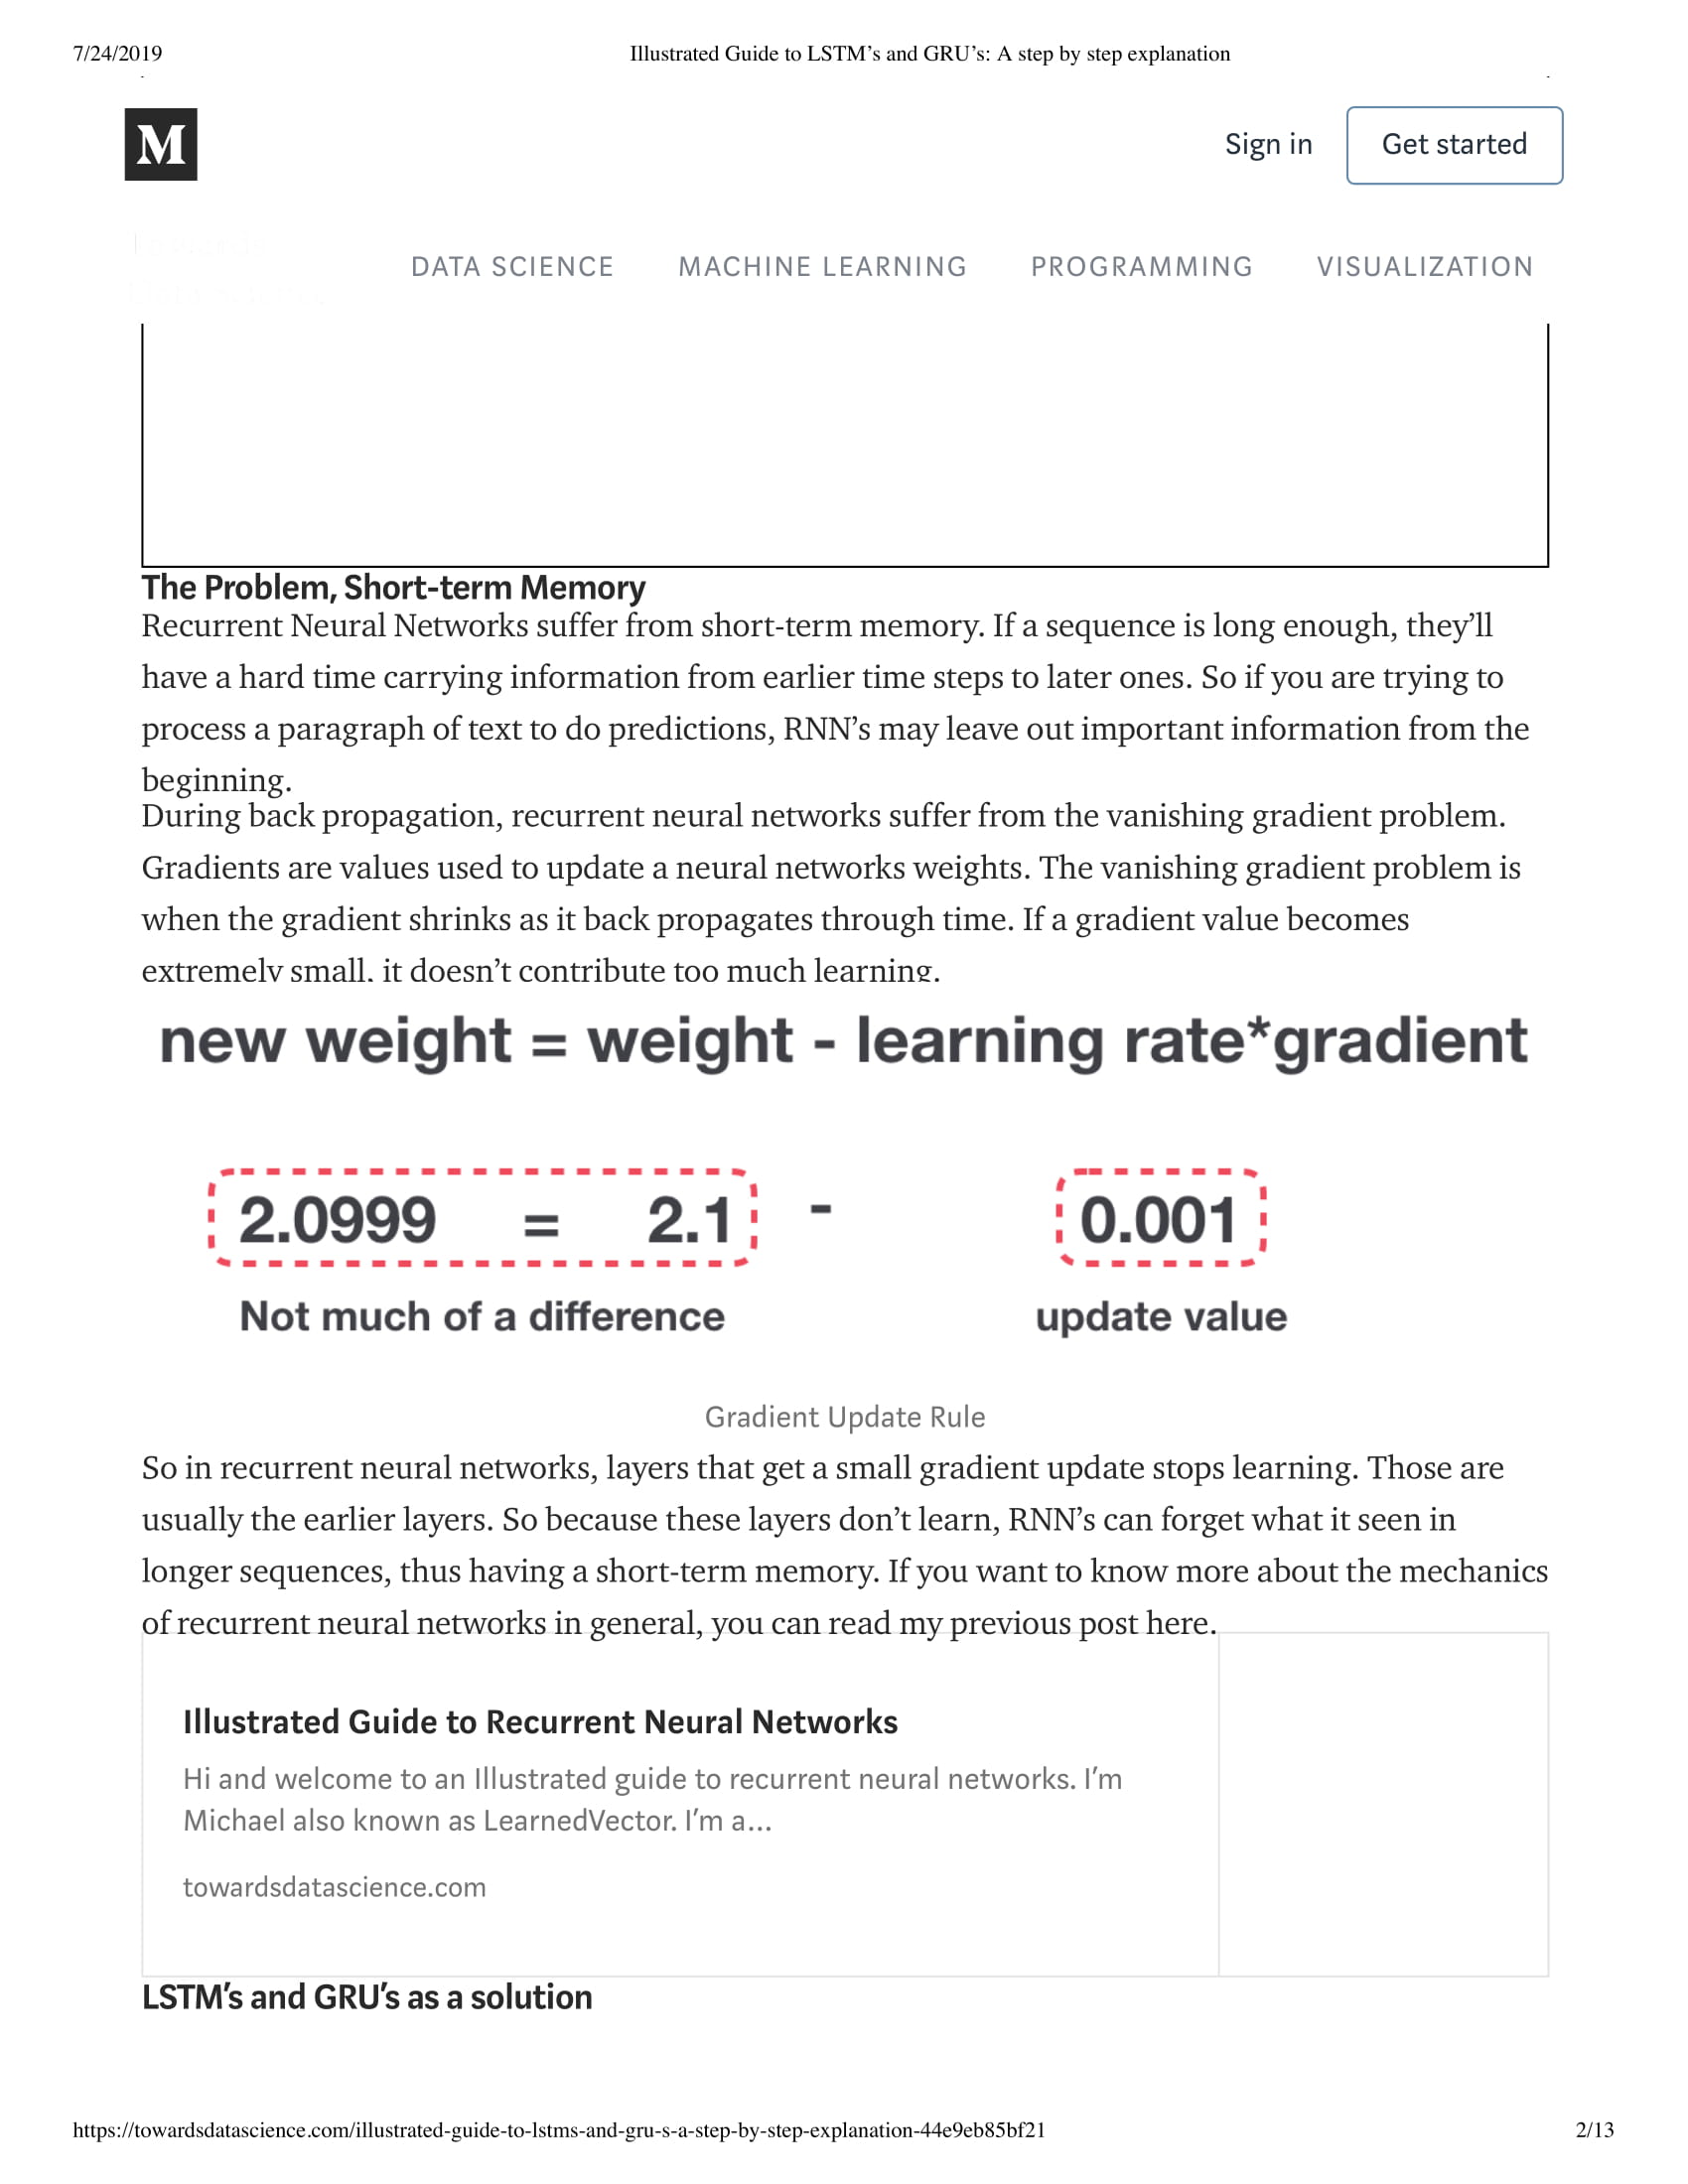 7/24/2019 Illustrated Guide to LSTM’s and GRU’s: A step by step explanation
M Sign in Get started
DATA SCIENCE MACHINE LEARNING PROGRAMMING VISUALIZATION
The Problem, Short-term Memory
Recurrent Neural Networks suffer from short-term memory. If a sequence is long enough, they’ll
have a hard time carrying information from earlier time steps to later ones. So if you are trying to
process a paragraph of text to do predictions, RNN’s may leave out important information from the
beginning.
During back propagation, recurrent neural networks suffer from the vanishing gradient problem.
Gradients are values used to update a neural networks weights. The vanishing gradient problem is
when the gradient shrinks as it back propagates through time. If a gradient value becomes
extremely small, it doesn’t contribute too much learning.
new weight = weight - learning rate*gradient
2.0999 = 2.1 - 0.001
Not much of a difference update value
Gradient Update Rule
So in recurrent neural networks, layers that get a small gradient update stops learning. Those are
usually the earlier layers. So because these layers don’t learn, RNN’s can forget what it seen in
longer sequences, thus having a short-term memory. If you want to know more about the mechanics
of recurrent neural networks in general, you can read my previous post here.
Illustrated Guide to Recurrent Neural Networks
Hi and welcome to an Illustrated guide to recurrent neural networks. I’m
Michael also known as LearnedVector. I’m a…
towardsdatascience.com
LSTM’s and GRU’s as a solution
https://towardsdatascience.com/illustrated-guide-to-lstms-and-gru-s-a-step-by-step-explanation-44e9eb85bf21 2/13